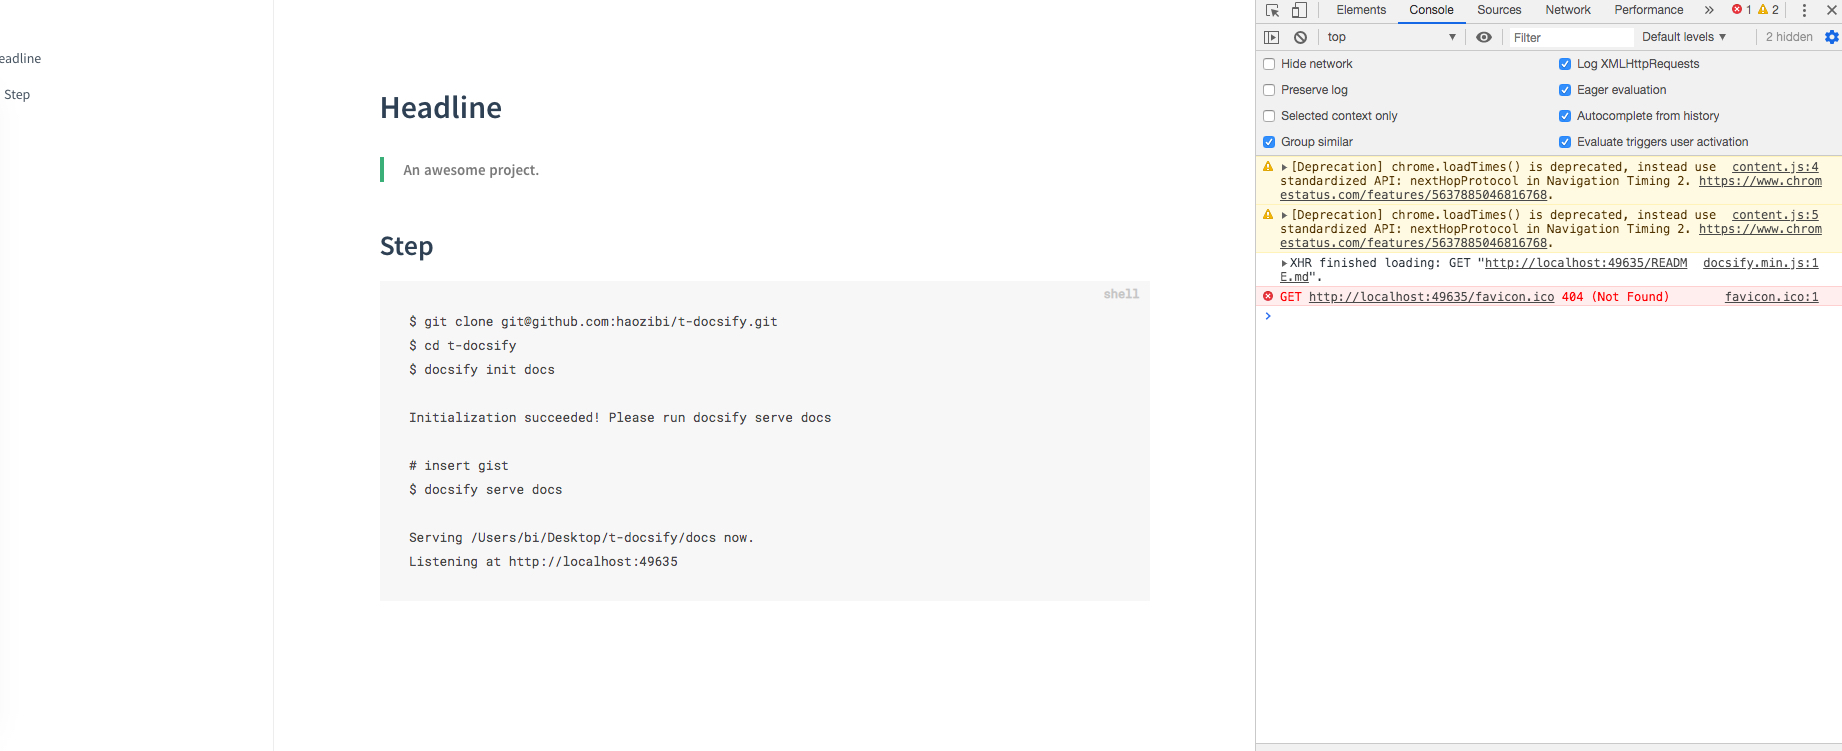 eadline
Step
Headline
An awesome project.
Step
shell
$ git clone git@github.com:haozibi/t-docsify.git
$ cd t-docsify
$ docsify init docs
Initialization succeeded! Please run docsify serve docs
# insert gist
$ docsify serve docs
Serving /Users/bi/Desktop/t-docsify/docs now.
Listening at http://localhost:49635
Elements Console Sources Network Performance » 1 2
top Filter Default levels 2 hidden
Hide network Log XMLHttpRequests
Preserve log Eager evaluation
Selected context only Autocomplete from history
Group similar Evaluate triggers user activation
[Deprecation] chrome.loadTimes() is deprecated, instead use content.js:4
standardized API: nextHopProtocol in Navigation Timing 2. https://www.chrom
estatus.com/features/5637885046816768.
[Deprecation] chrome.loadTimes() is deprecated, instead use content.js:5
standardized API: nextHopProtocol in Navigation Timing 2. https://www.chrom
estatus.com/features/5637885046816768.
XHR finished loading: GET "http://localhost:49635/READM docsify.min.js:1
E.md".
GET http://localhost:49635/favicon.ico 404 (Not Found) favicon.ico:1